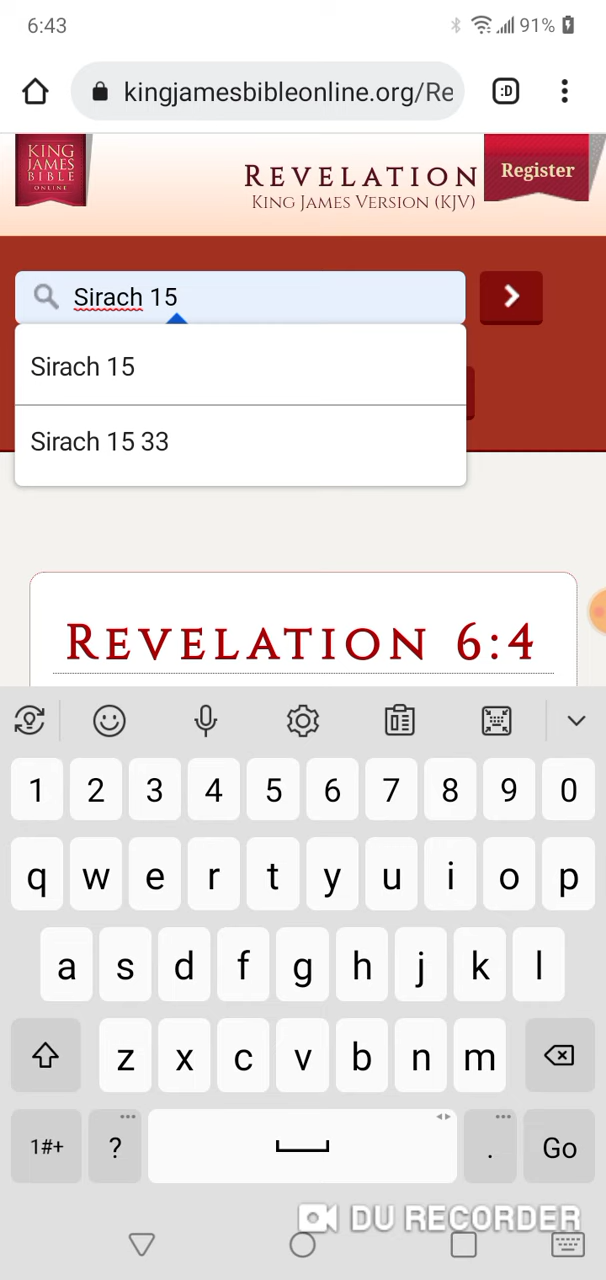 6:43
91%
kingjamesbibleonline.org/Re
:D
KING
JAMES
BIBLE
ONLINE
REVELATION
KING JAMES VERSION (KJV)
Register
Sirach 15
Sirach 15
Sirach 15 33
REVELATION 6:4
1 2 3 4 5 6 7 8 9 0
q w e r t y u i o p
a s d f g h j k l
z x c v b n m
1#+ ? . Go
DU RECORDER